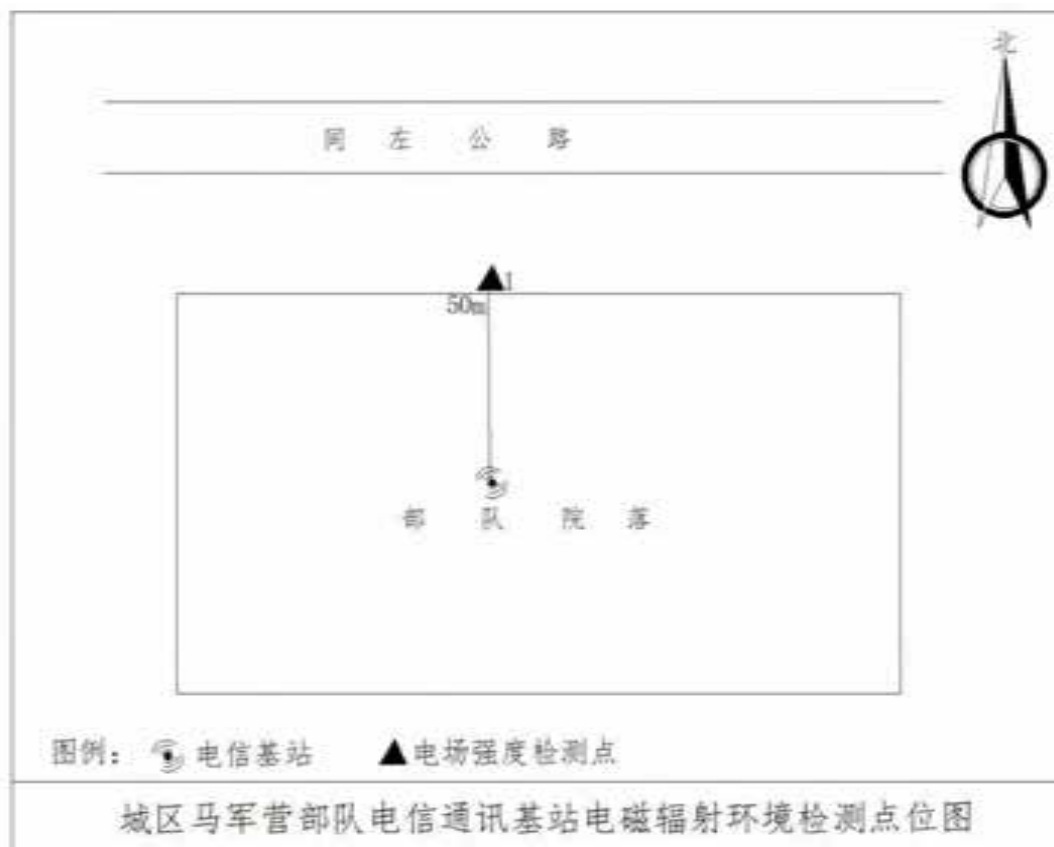 北
同左公路
1
50m
部队院落
图例： 电信基站 电场强度检测点
城区马军营部队电信通讯基站电磁辐射环境检测点位图